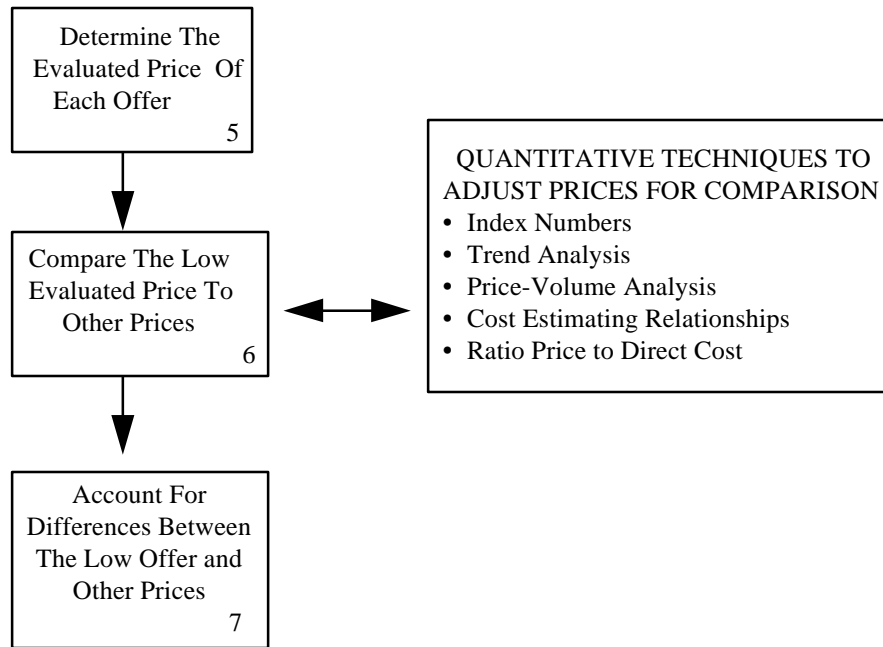 Determine The
Evaluated Price Of
Each Offer
5
Compare The Low
Evaluated Price To
Other Prices
6
QUANTITATIVE TECHNIQUES TO
ADJUST PRICES FOR COMPARISON
• Index Numbers
• Trend Analysis
• Price-Volume Analysis
• Cost Estimating Relationships
• Ratio Price to Direct Cost
Account For
Differences Between
The Low Offer and
Other Prices
7